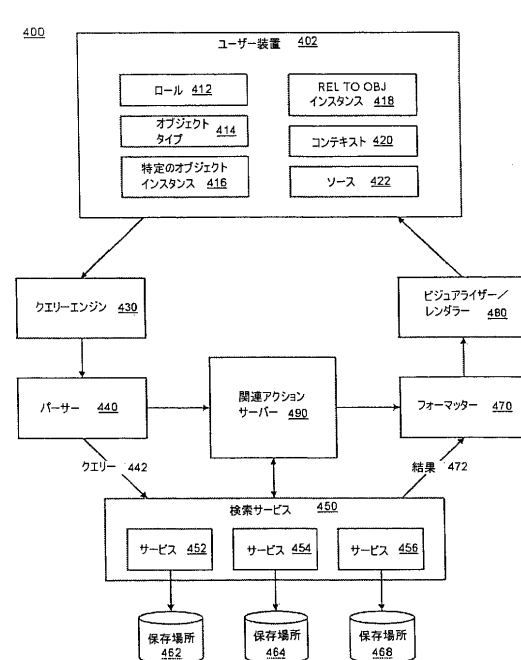 400
ユーザー装置 402
ロール 412
REL TO OBJ
インスタンス 418
オブジェクト
タイプ 414
コンテキスト 420
特定のオブジェクト
インスタンス 416
ソース 422
クエリーエンジン 430
ビジュアライザー/
レンダラー 480
パーサー 440
関連アクション
サーバー 490
フォーマッター 470
クエリー 442
結果 472
検索サービス 450
サービス 452
サービス 454
サービス 456
保存場所
462
保存場所
464
保存場所
468